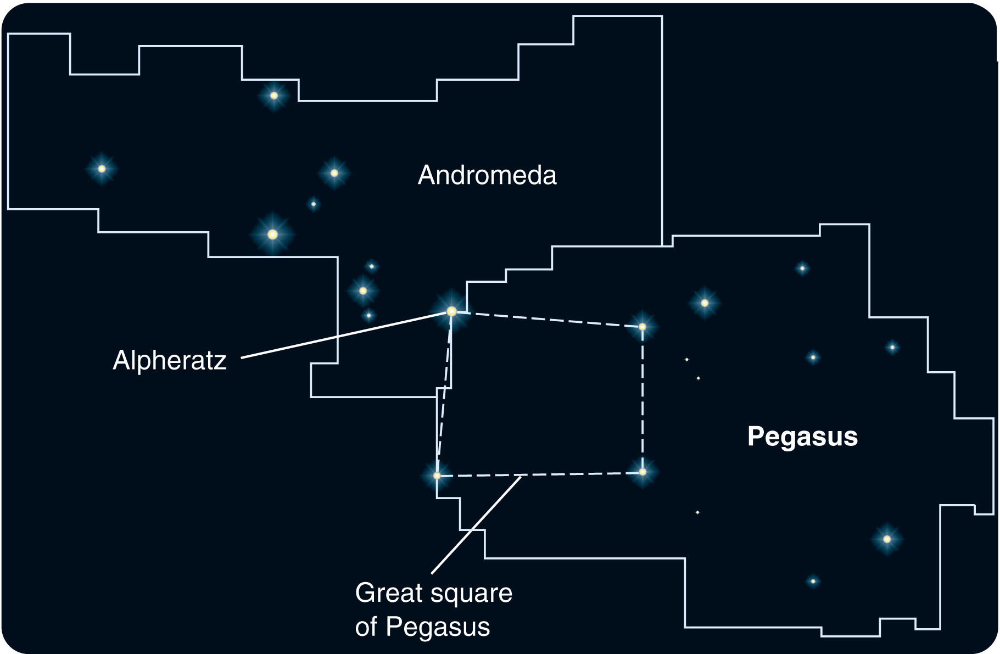 Andromeda
Alpheratz
Pegasus
Great square
of Pegasus